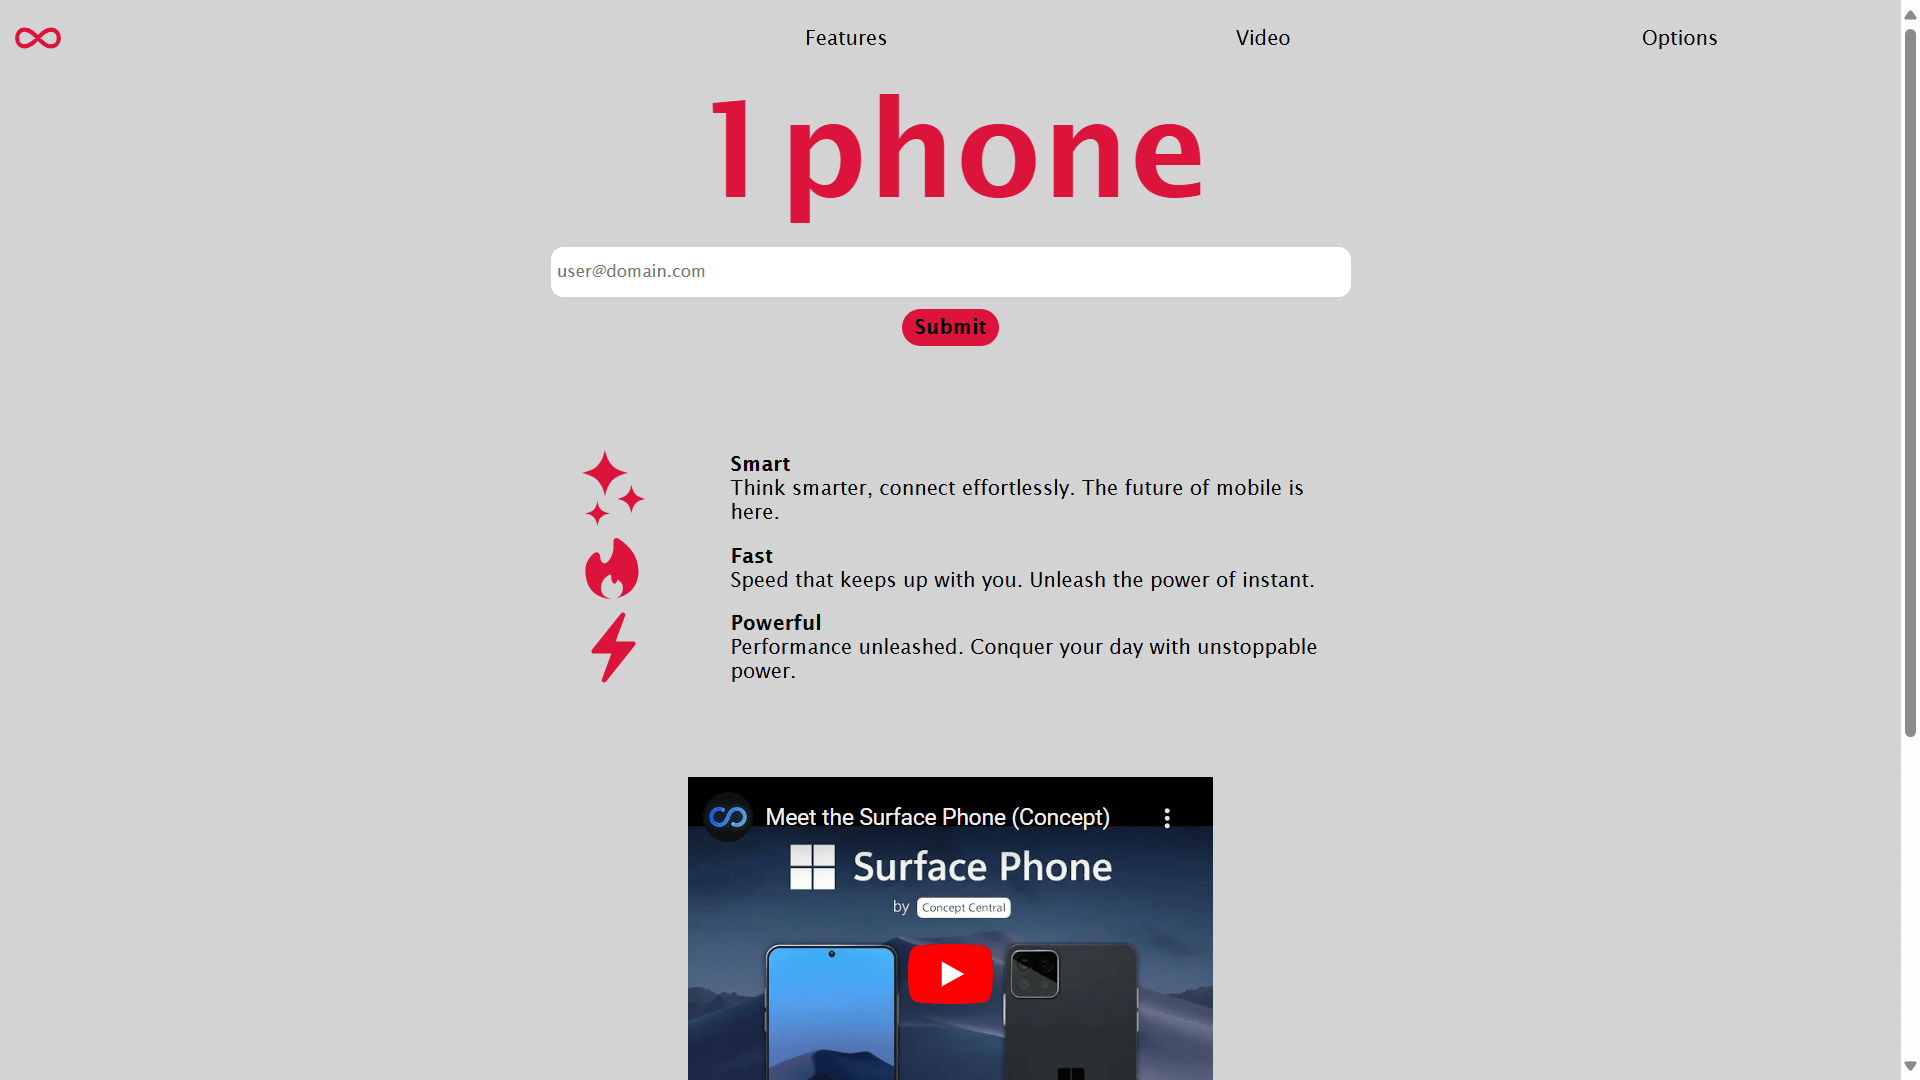 Features Video Options
1phone
user@domain.com
Submit
Smart
Think smarter, connect effortlessly. The future of mobile is
here.
Fast
Speed that keeps up with you. Unleash the power of instant.
Powerful
Performance unleashed. Conquer your day with unstoppable
power.
Meet the Surface Phone (Concept)
Surface Phone
by Concept Central